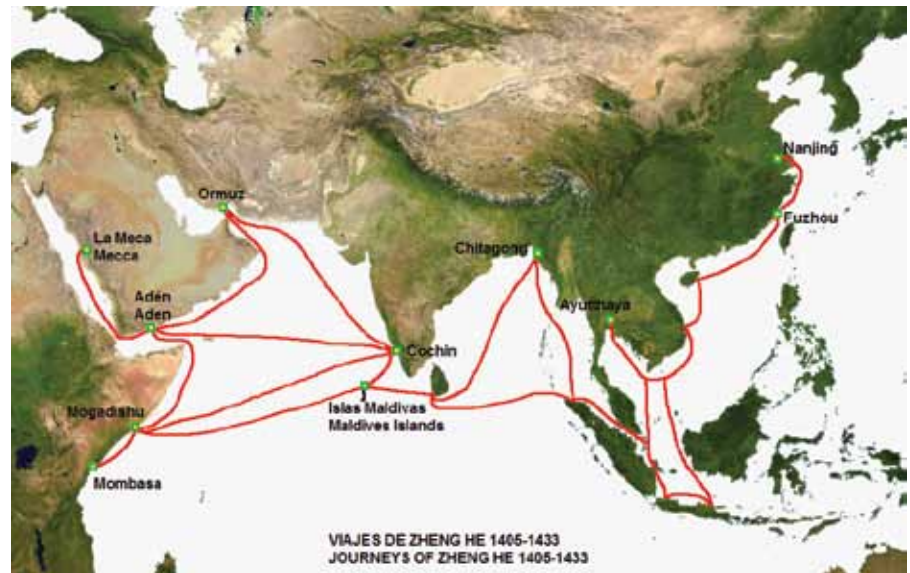 Nanjing
Ormuz
Fuzhou
La Meca
Mecca
Chitagong
Adén
Aden
Ayutthaya
Cochin
Islas Maldivas
Maldives Islands
Mogadishu
Mombasa
VIAJES DE ZHENG HE 1405-1433
JOURNEYS OF ZHENG HE 1405-1433